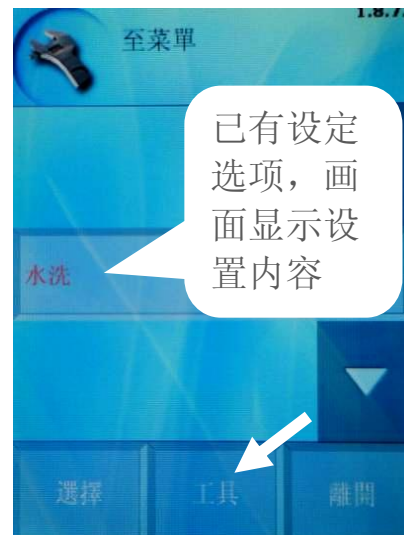 1.8.7
至菜單
已有设定
选项，画
面显示设
置内容
水洗
選擇
工具
離開